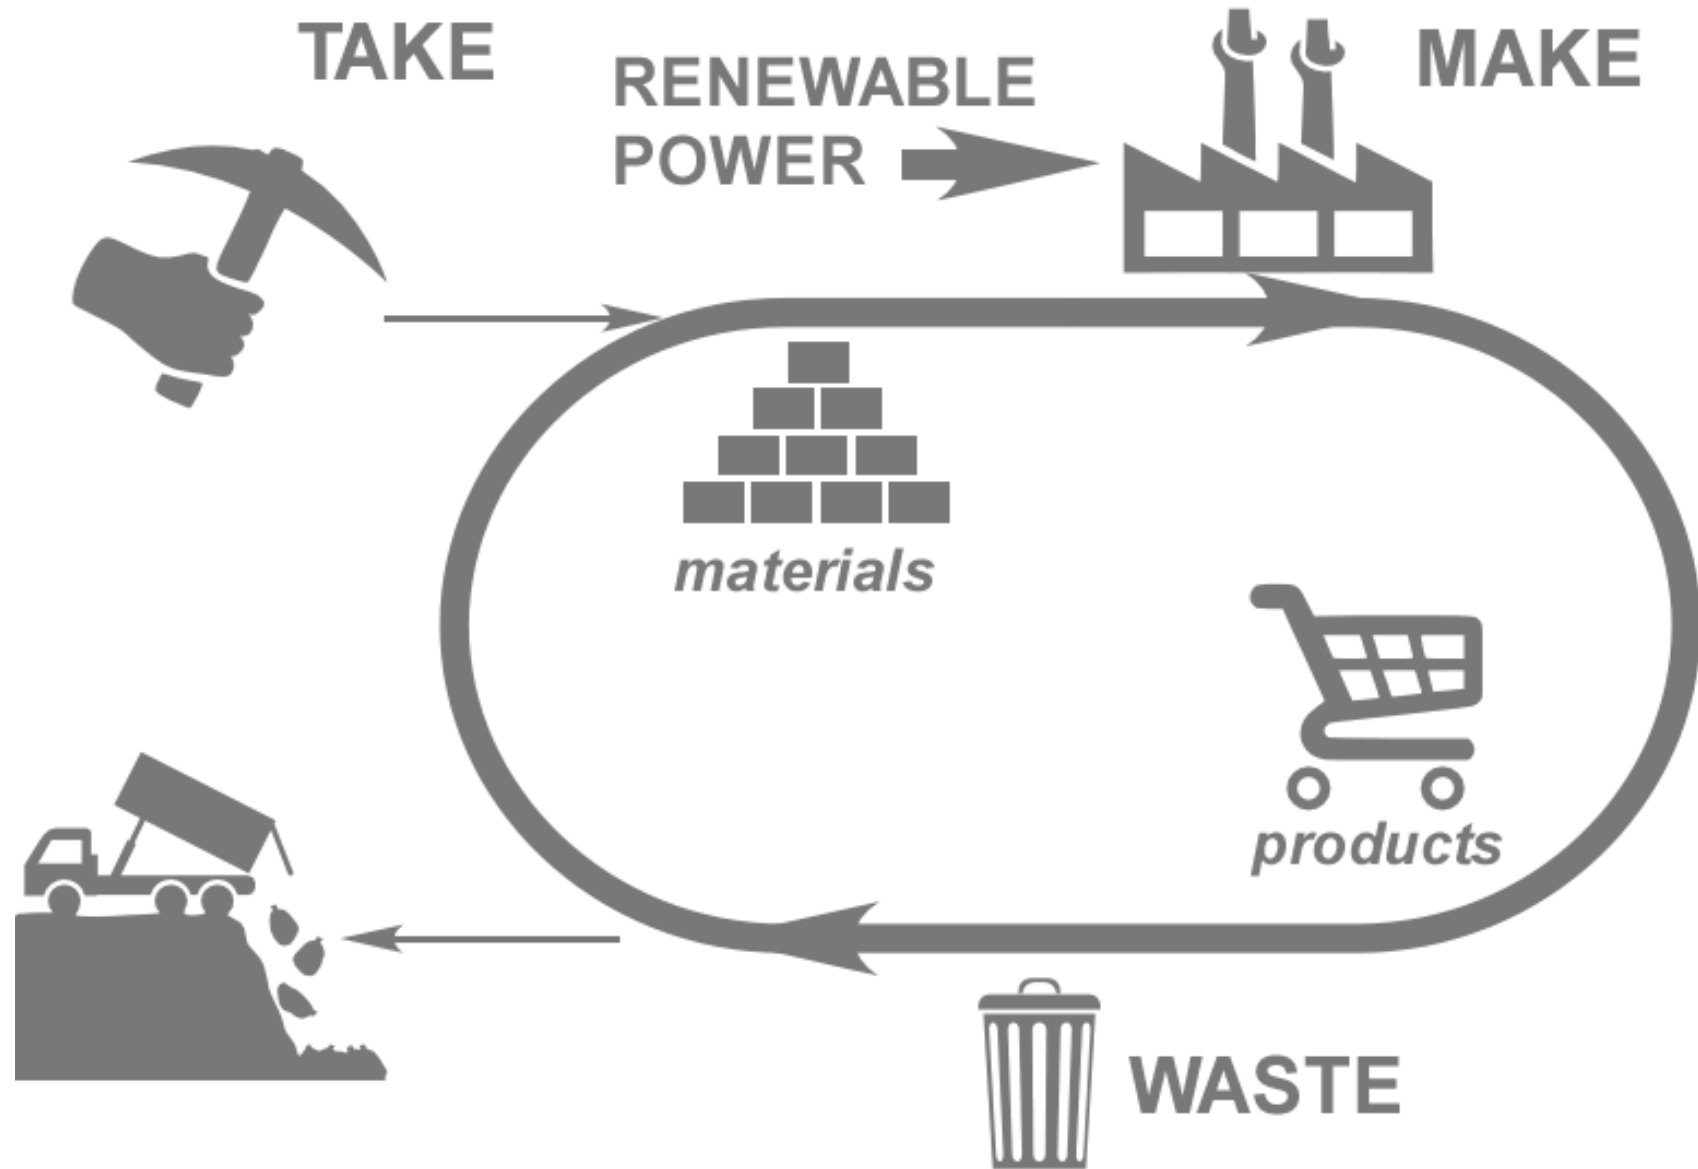 TAKE
RENEWABLE
POWER
MAKE
materials
products
WASTE